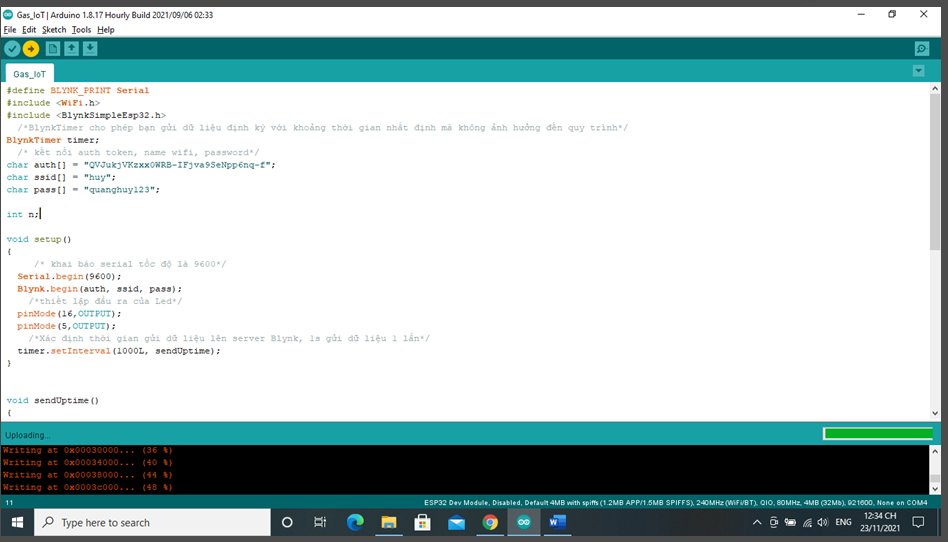 Gas_IoT | Arduino 1.8.17 Hourly Build 2021/09/06 02:33
File Edit Sketch Tools Help
Gas_IoT
#define BLYNK_PRINT Serial
#include <WiFi.h>
#include <BlynkSimpleEsp32.h>
/*BlynkTimer cho phép bạn gửi dữ liệu định kỳ với khoảng thời gian nhất định mà không ảnh hưởng đến quy trình*/
BlynkTimer timer;
/* kết nối auth token, name wifi, password*/
char auth[] = "QVJukjVKzxx0WRB-IFjva9SeNpp6nq-f";
char ssid[] = "huy";
char pass[] = "quanghuy123";
int n;
void setup()
{
/* khai báo serial tốc độ là 9600*/
Serial.begin(9600);
Blynk.begin(auth, ssid, pass);
/*thiết lập đầu ra của Led*/
pinMode(16,OUTPUT);
pinMode(5,OUTPUT);
/*Xác định thời gian gửi dữ liệu lên server Blynk, 1s gửi dữ liệu 1 lần*/
timer.setInterval(1000L, sendUptime);
}
void sendUptime()
{
Uploading...
Writing at 0x00030000... (36 %)
Writing at 0x00034000... (40 %)
Writing at 0x00038000... (44 %)
Writing at 0x0003c000... (48 %)
11
ESP32 Dev Module, Disabled, Default 4MB with spiffs (1.2MB APP/1.5MB SPIFFS), 240MHz (WiFi/BT), QIO, 80MHz, 4MB (32Mb), 921600, None on COM4
Type here to search
ENG
12:34 CH
23/11/2021